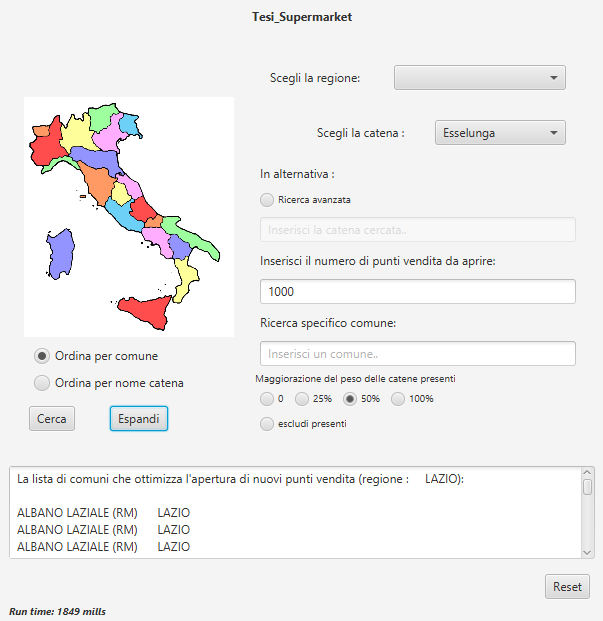 Tesi_Supermarket
Scegli la regione:
Scegli la catena :
Esselunga
In alternativa :
Ricerca avanzata
Inserisci la catena cercata..
Inserisci il numero di punti vendita da aprire:
1000
Ricerca specifico comune:
Inserisci un comune..
Ordina per comune
Ordina per nome catena
Maggiorazione del peso delle catene presenti
0 25% 50% 100%
escludi presenti
Cerca Espandi
La lista di comuni che ottimizza l'apertura di nuovi punti vendita (regione : LAZIO):
ALBANO LAZIALE (RM) LAZIO
ALBANO LAZIALE (RM) LAZIO
ALBANO LAZIALE (RM) LAZIO
Reset
Run time: 1849 mills